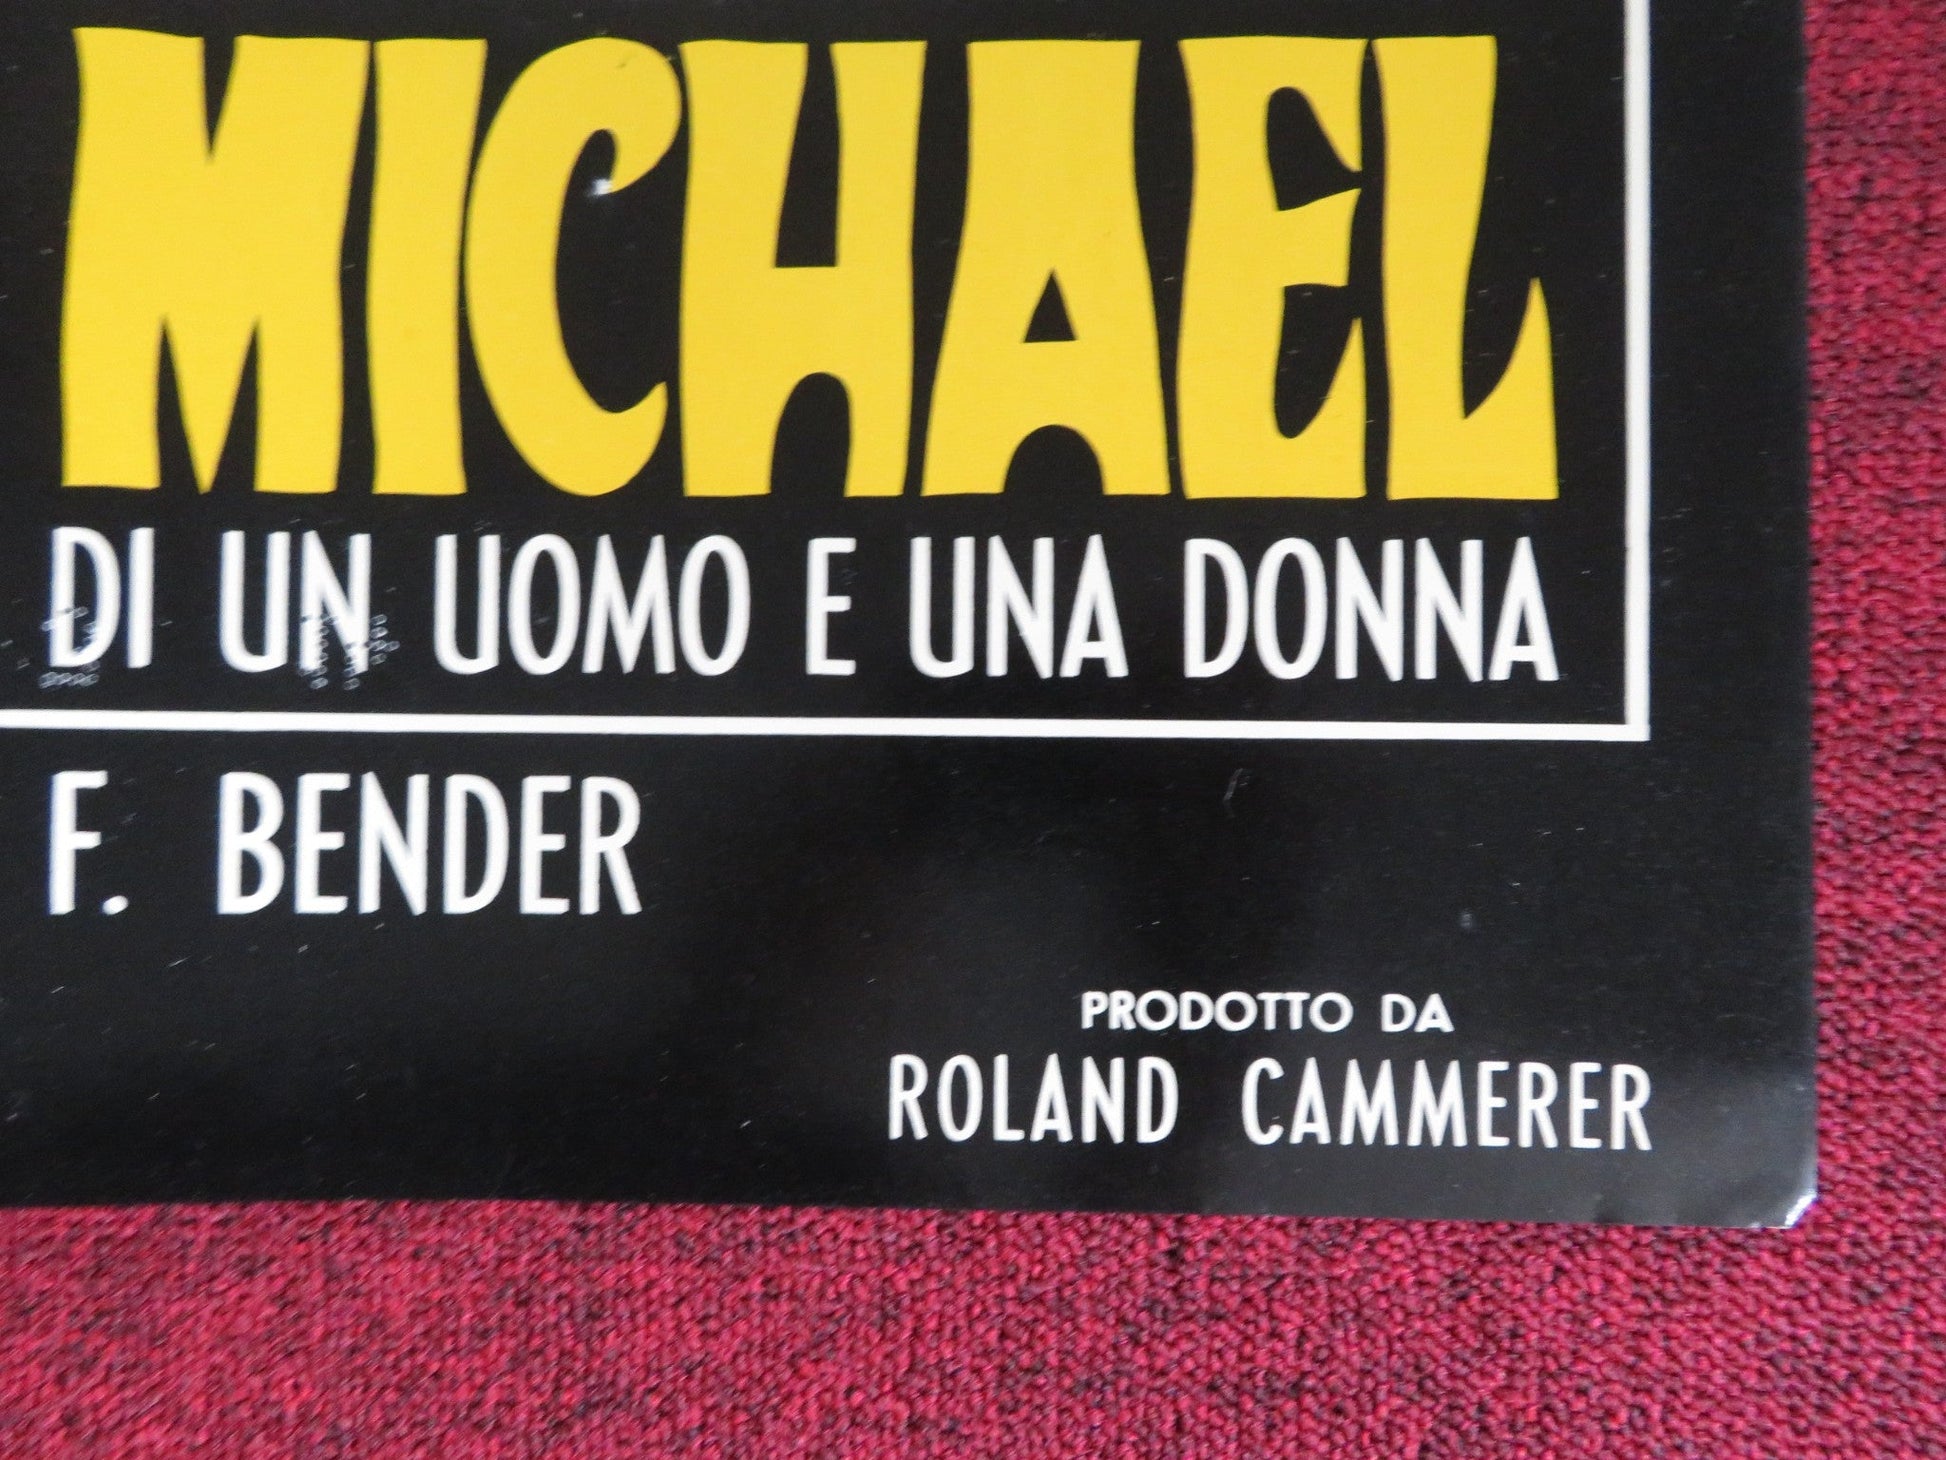 MICHAEL
DI UN UOMO E UNA DONNA
F. BENDER
PRODOTTO DA
ROLAND CAMMERER